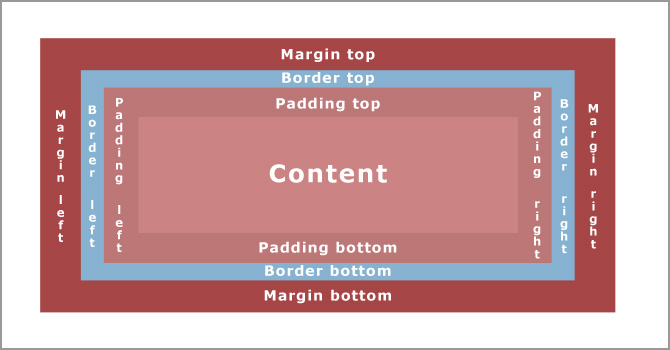 Margin top
Border top
Padding top
Margin left
Border left
Padding left
Content
Padding right
Border right
Margin right
Padding bottom
Border bottom
Margin bottom